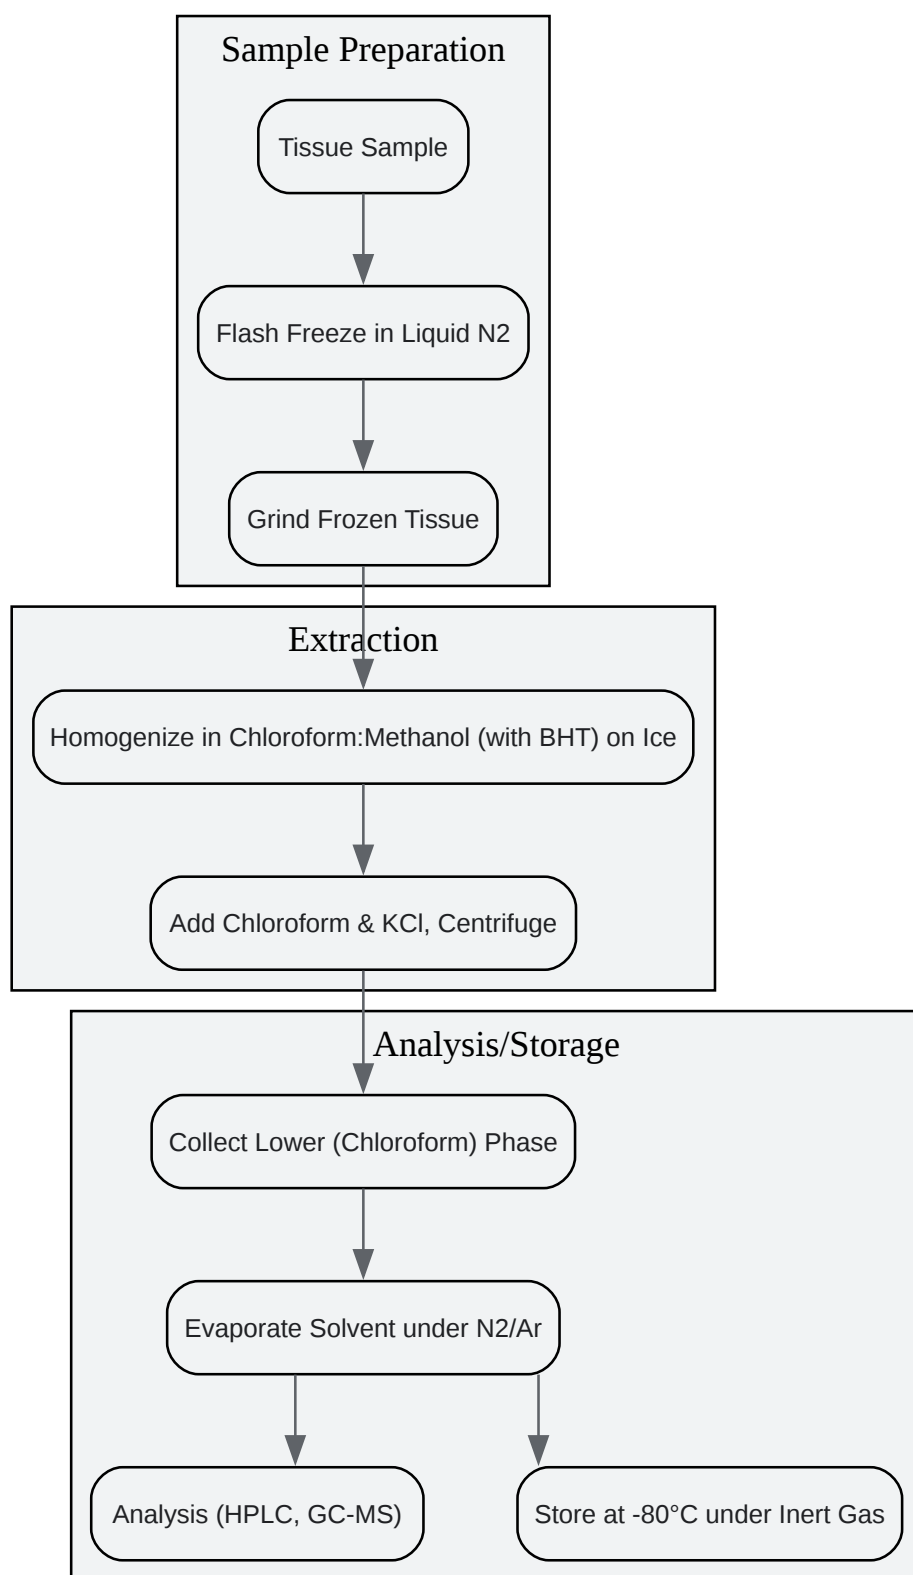 Sample Preparation
Tissue Sample
Flash Freeze in Liquid N2
Grind Frozen Tissue
Extraction
Homogenize in Chloroform:Methanol (with BHT) on Ice
Add Chloroform & KCl, Centrifuge
Analysis/Storage
Collect Lower (Chloroform) Phase
Evaporate Solvent under N2/Ar
Analysis (HPLC, GC-MS)
Store at -80°C under Inert Gas